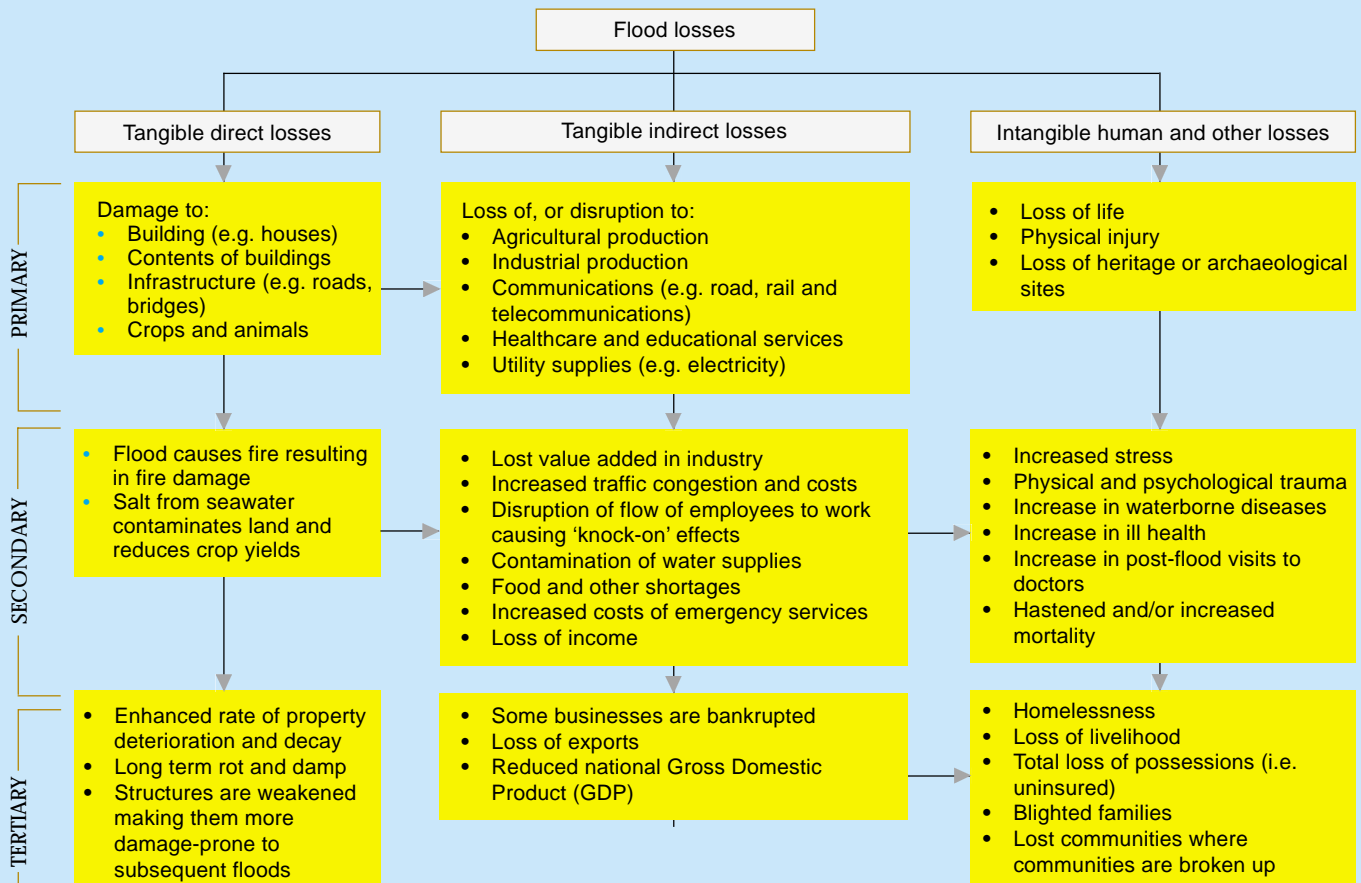 Flood losses
Tangible direct losses
Tangible indirect losses
Intangible human and other losses
PRIMARY
Damage to:
• Building (e.g. houses)
• Contents of buildings
• Infrastructure (e.g. roads,
bridges)
• Crops and animals
Loss of, or disruption to:
• Agricultural production
• Industrial production
• Communications (e.g. road, rail and
telecommunications)
• Healthcare and educational services
• Utility supplies (e.g. electricity)
• Loss of life
• Physical injury
• Loss of heritage or archaeological
sites
SECONDARY
• Flood causes fire resulting
in fire damage
• Salt from seawater
contaminates land and
reduces crop yields
• Lost value added in industry
• Increased traffic congestion and costs
• Disruption of flow of employees to work
causing ‘knock-on’ effects
• Contamination of water supplies
• Food and other shortages
• Increased costs of emergency services
• Loss of income
• Increased stress
• Physical and psychological trauma
• Increase in waterborne diseases
• Increase in ill health
• Increase in post-flood visits to
doctors
• Hastened and/or increased
mortality
TERTIARY
• Enhanced rate of property
deterioration and decay
• Long term rot and damp
• Structures are weakened
making them more
damage-prone to
subsequent floods
• Some businesses are bankrupted
• Loss of exports
• Reduced national Gross Domestic
Product (GDP)
• Homelessness
• Loss of livelihood
• Total loss of possessions (i.e.
uninsured)
• Blighted families
• Lost communities where
communities are broken up